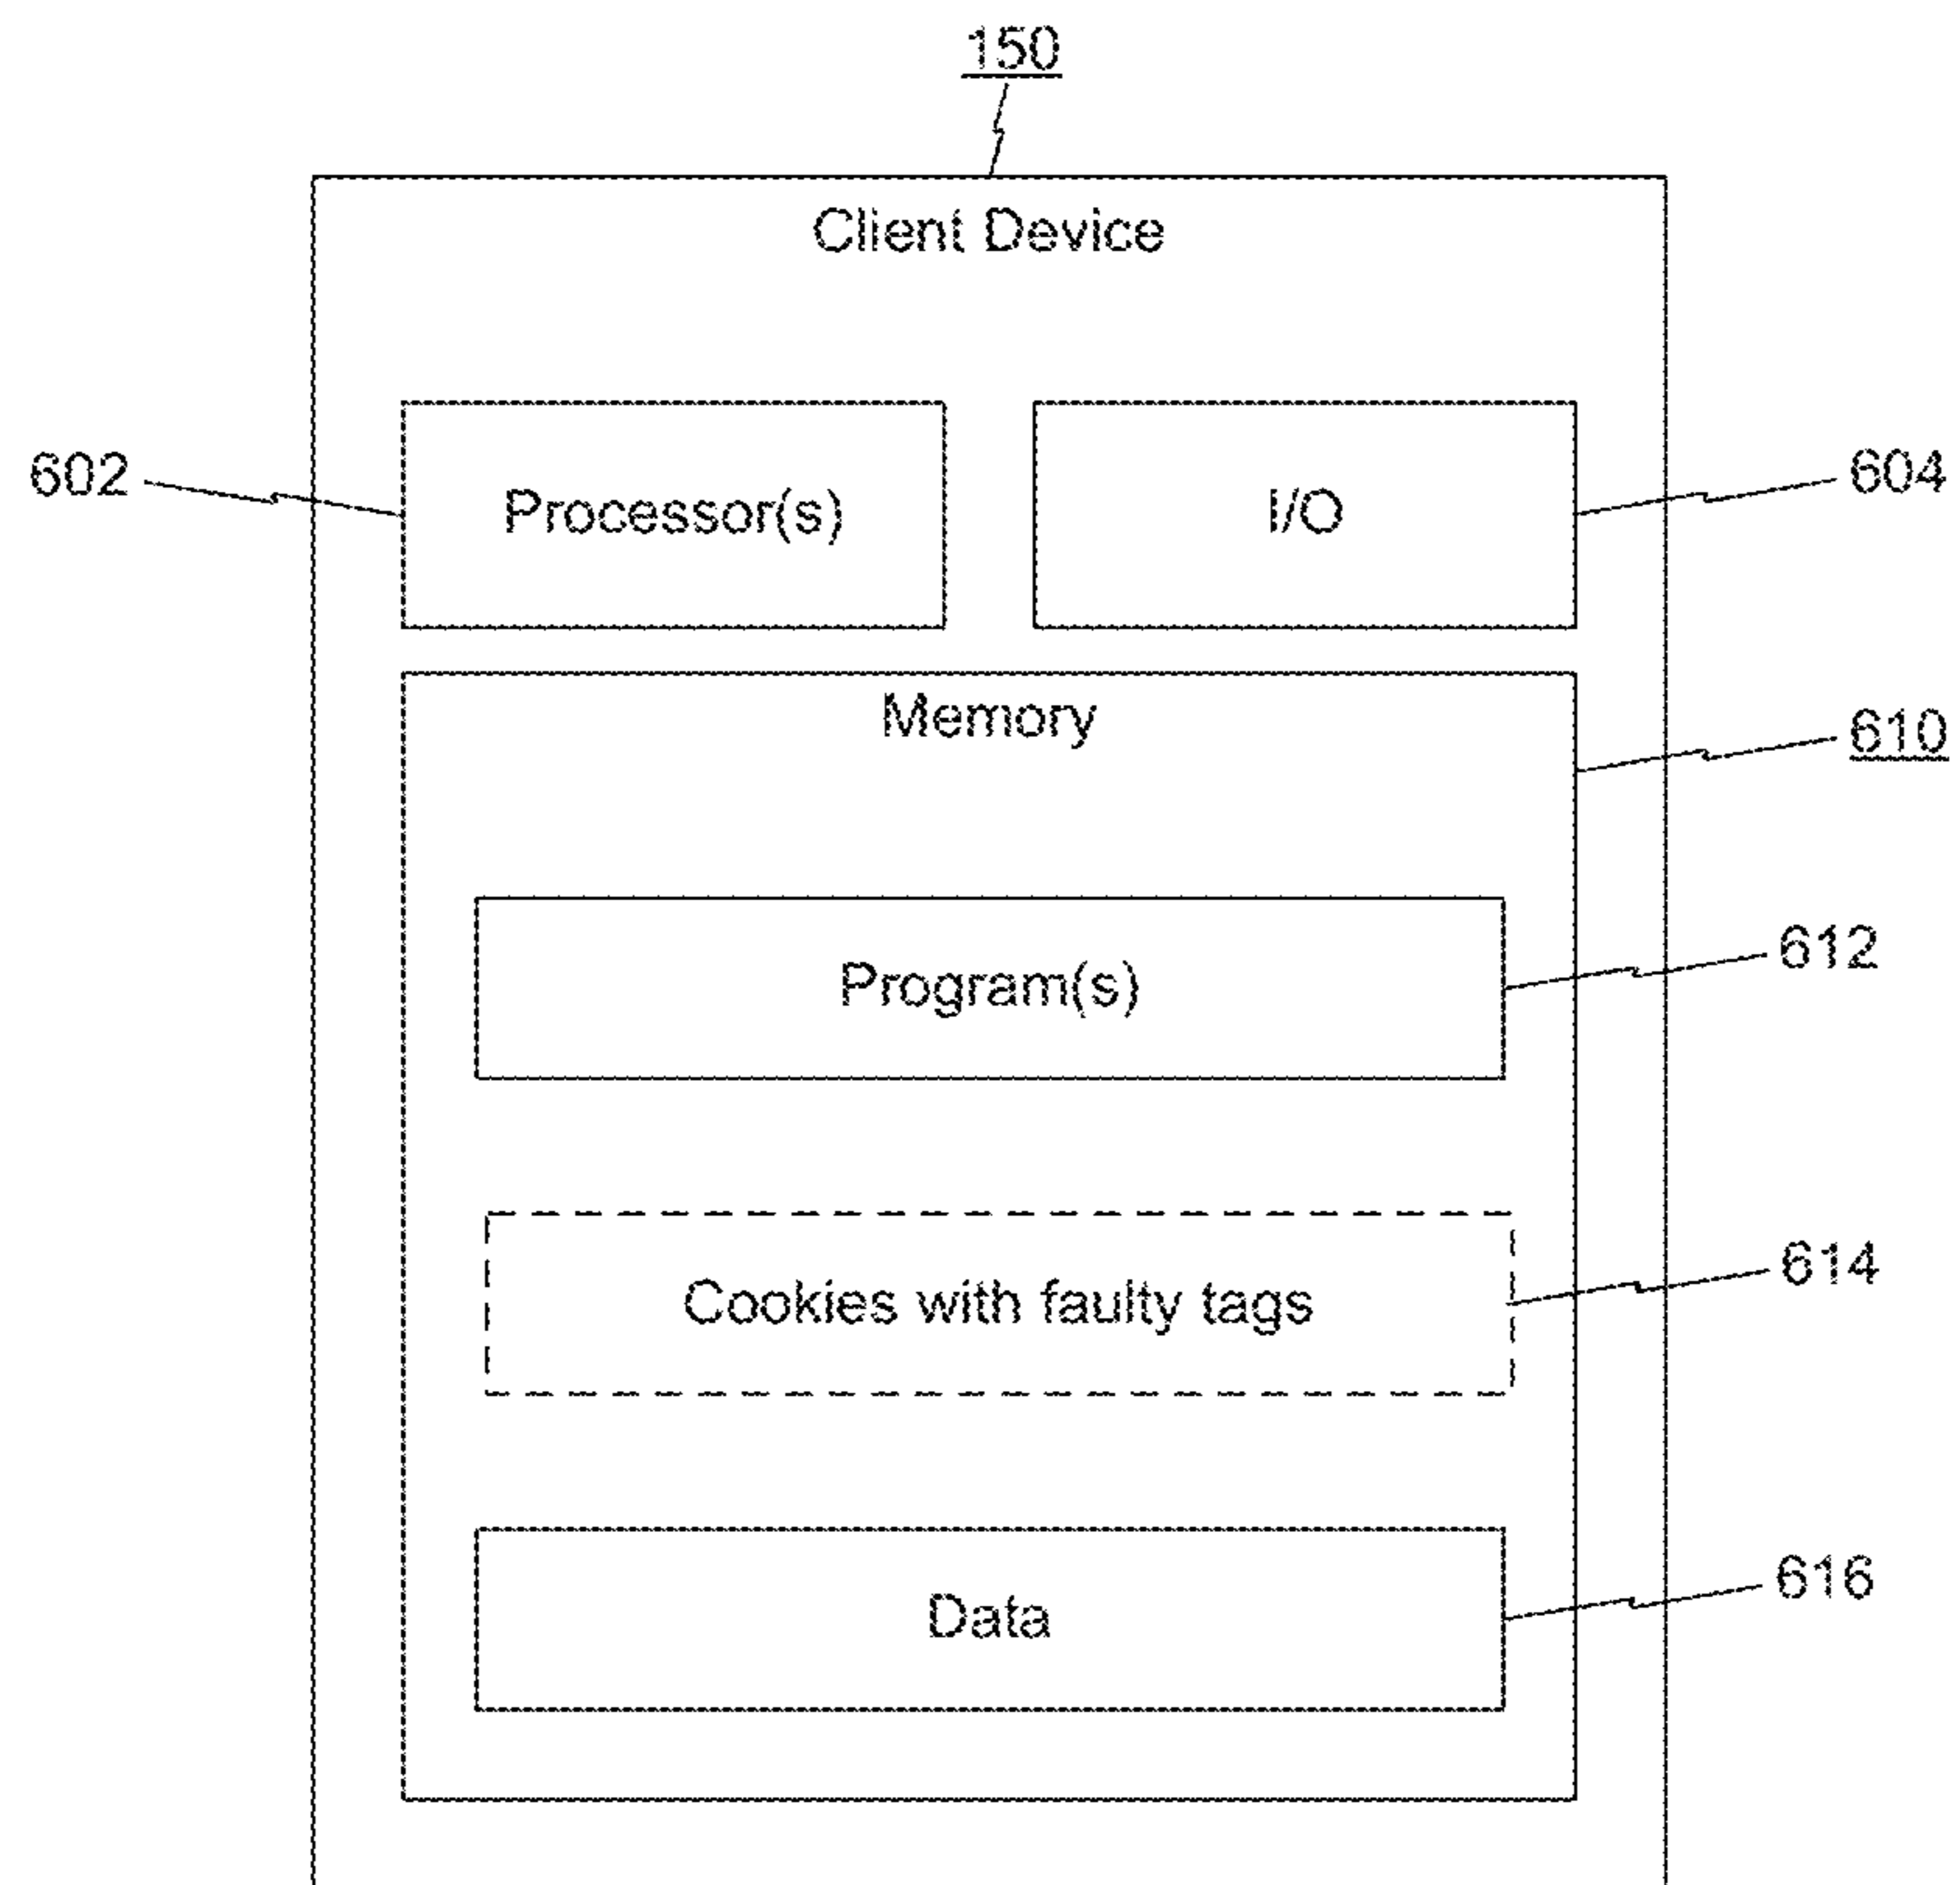 150
Client Device
602
Processor(s)
I/O
604
Memory
610
Program(s)
612
Cookies with faulty tags
614
Data
616